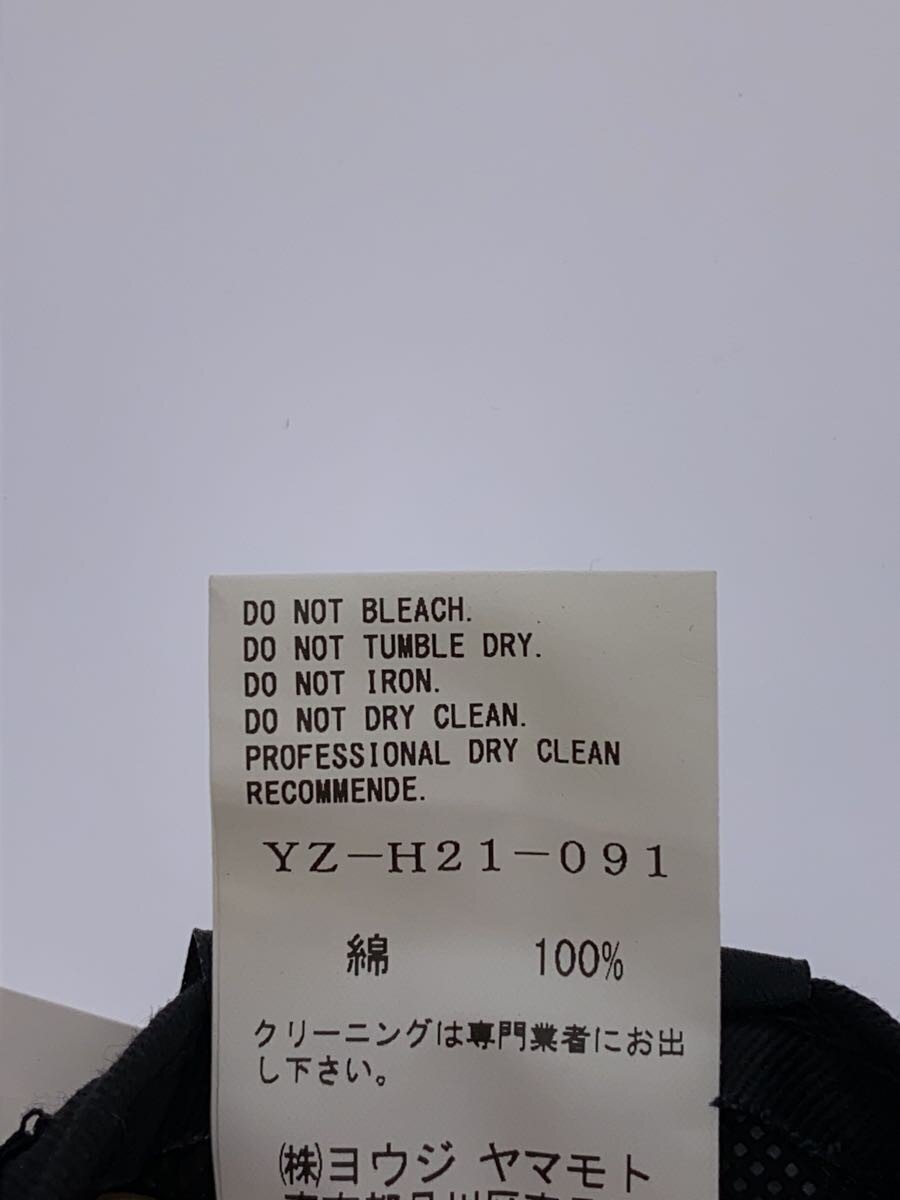 DO NOT BLEACH.
DO NOT TUMBLE DRY.
DO NOT IRON.
DO NOT DRY CLEAN.
PROFESSIONAL DRY CLEAN
RECOMMENDE.
YZ−H21−091
綿 100%
クリーニングは専門業者にお出
し下さい。
㈱ヨウジ ヤマモト